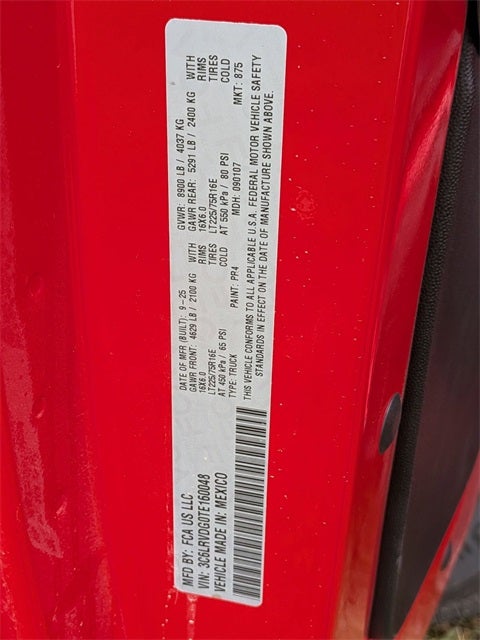 MFD BY: FCA US LLC
DATE OF MFR (BUILT): 9-25 GVWR: 8900 LB / 4037 KG
VIN: 3C6LRVDG0TE160048 GAWR FRONT: 4629 LB / 2100 KG WITH GAWR REAR: 5291 LB / 2400 KG WITH
16X6.0 RIMS 16X6.0 RIMS
LT225/75R16E TIRES LT225/75R16E TIRES
VEHICLE MADE IN: MEXICO AT 450 kPa / 65 PSI COLD AT 550 kPa / 80 PSI COLD
TYPE: TRUCK PAINT: PR4 MDH: 090107 MKT: 875
THIS VEHICLE CONFORMS TO ALL APPLICABLE U.S.A. FEDERAL MOTOR VEHICLE SAFETY
STANDARDS IN EFFECT ON THE DATE OF MANUFACTURE SHOWN ABOVE.